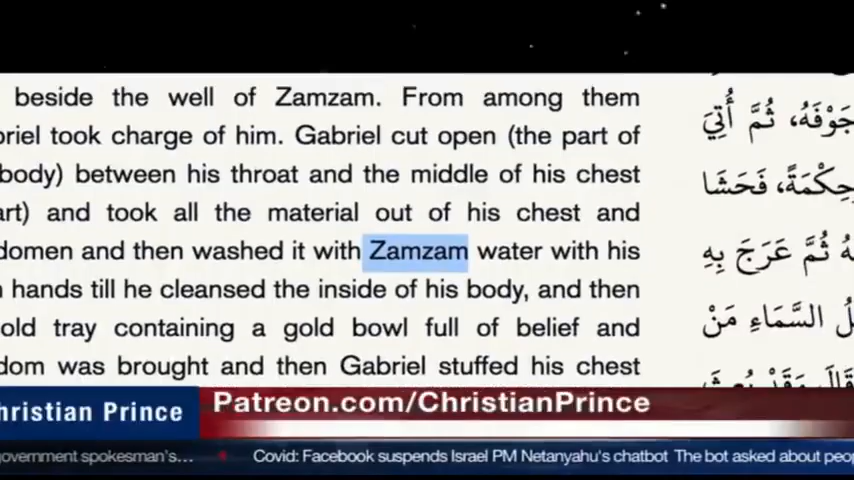 beside the well of Zamzam. From among them
briel took charge of him. Gabriel cut open (the part of
body) between his throat and the middle of his chest
art) and took all the material out of his chest and
domen and then washed it with Zamzam water with his
n hands till he cleansed the inside of his body, and then
old tray containing a gold bowl full of belief and
dom was brought and then Gabriel stuffed his chest
جَوْفَهُ، ثُمَّ أُتِيَ
حِكْمَةً، فَحَشَا
هُ ثُمَّ عَرَجَ بِهِ
لُ السَّمَاءِ مَنْ
قَالَ وَقَدْ بُعِثَ
hristian Prince
Patreon.com/ChristianPrince
government spokesman's... Covid: Facebook suspends Israel PM Netanyahu's chatbot The bot asked about peop